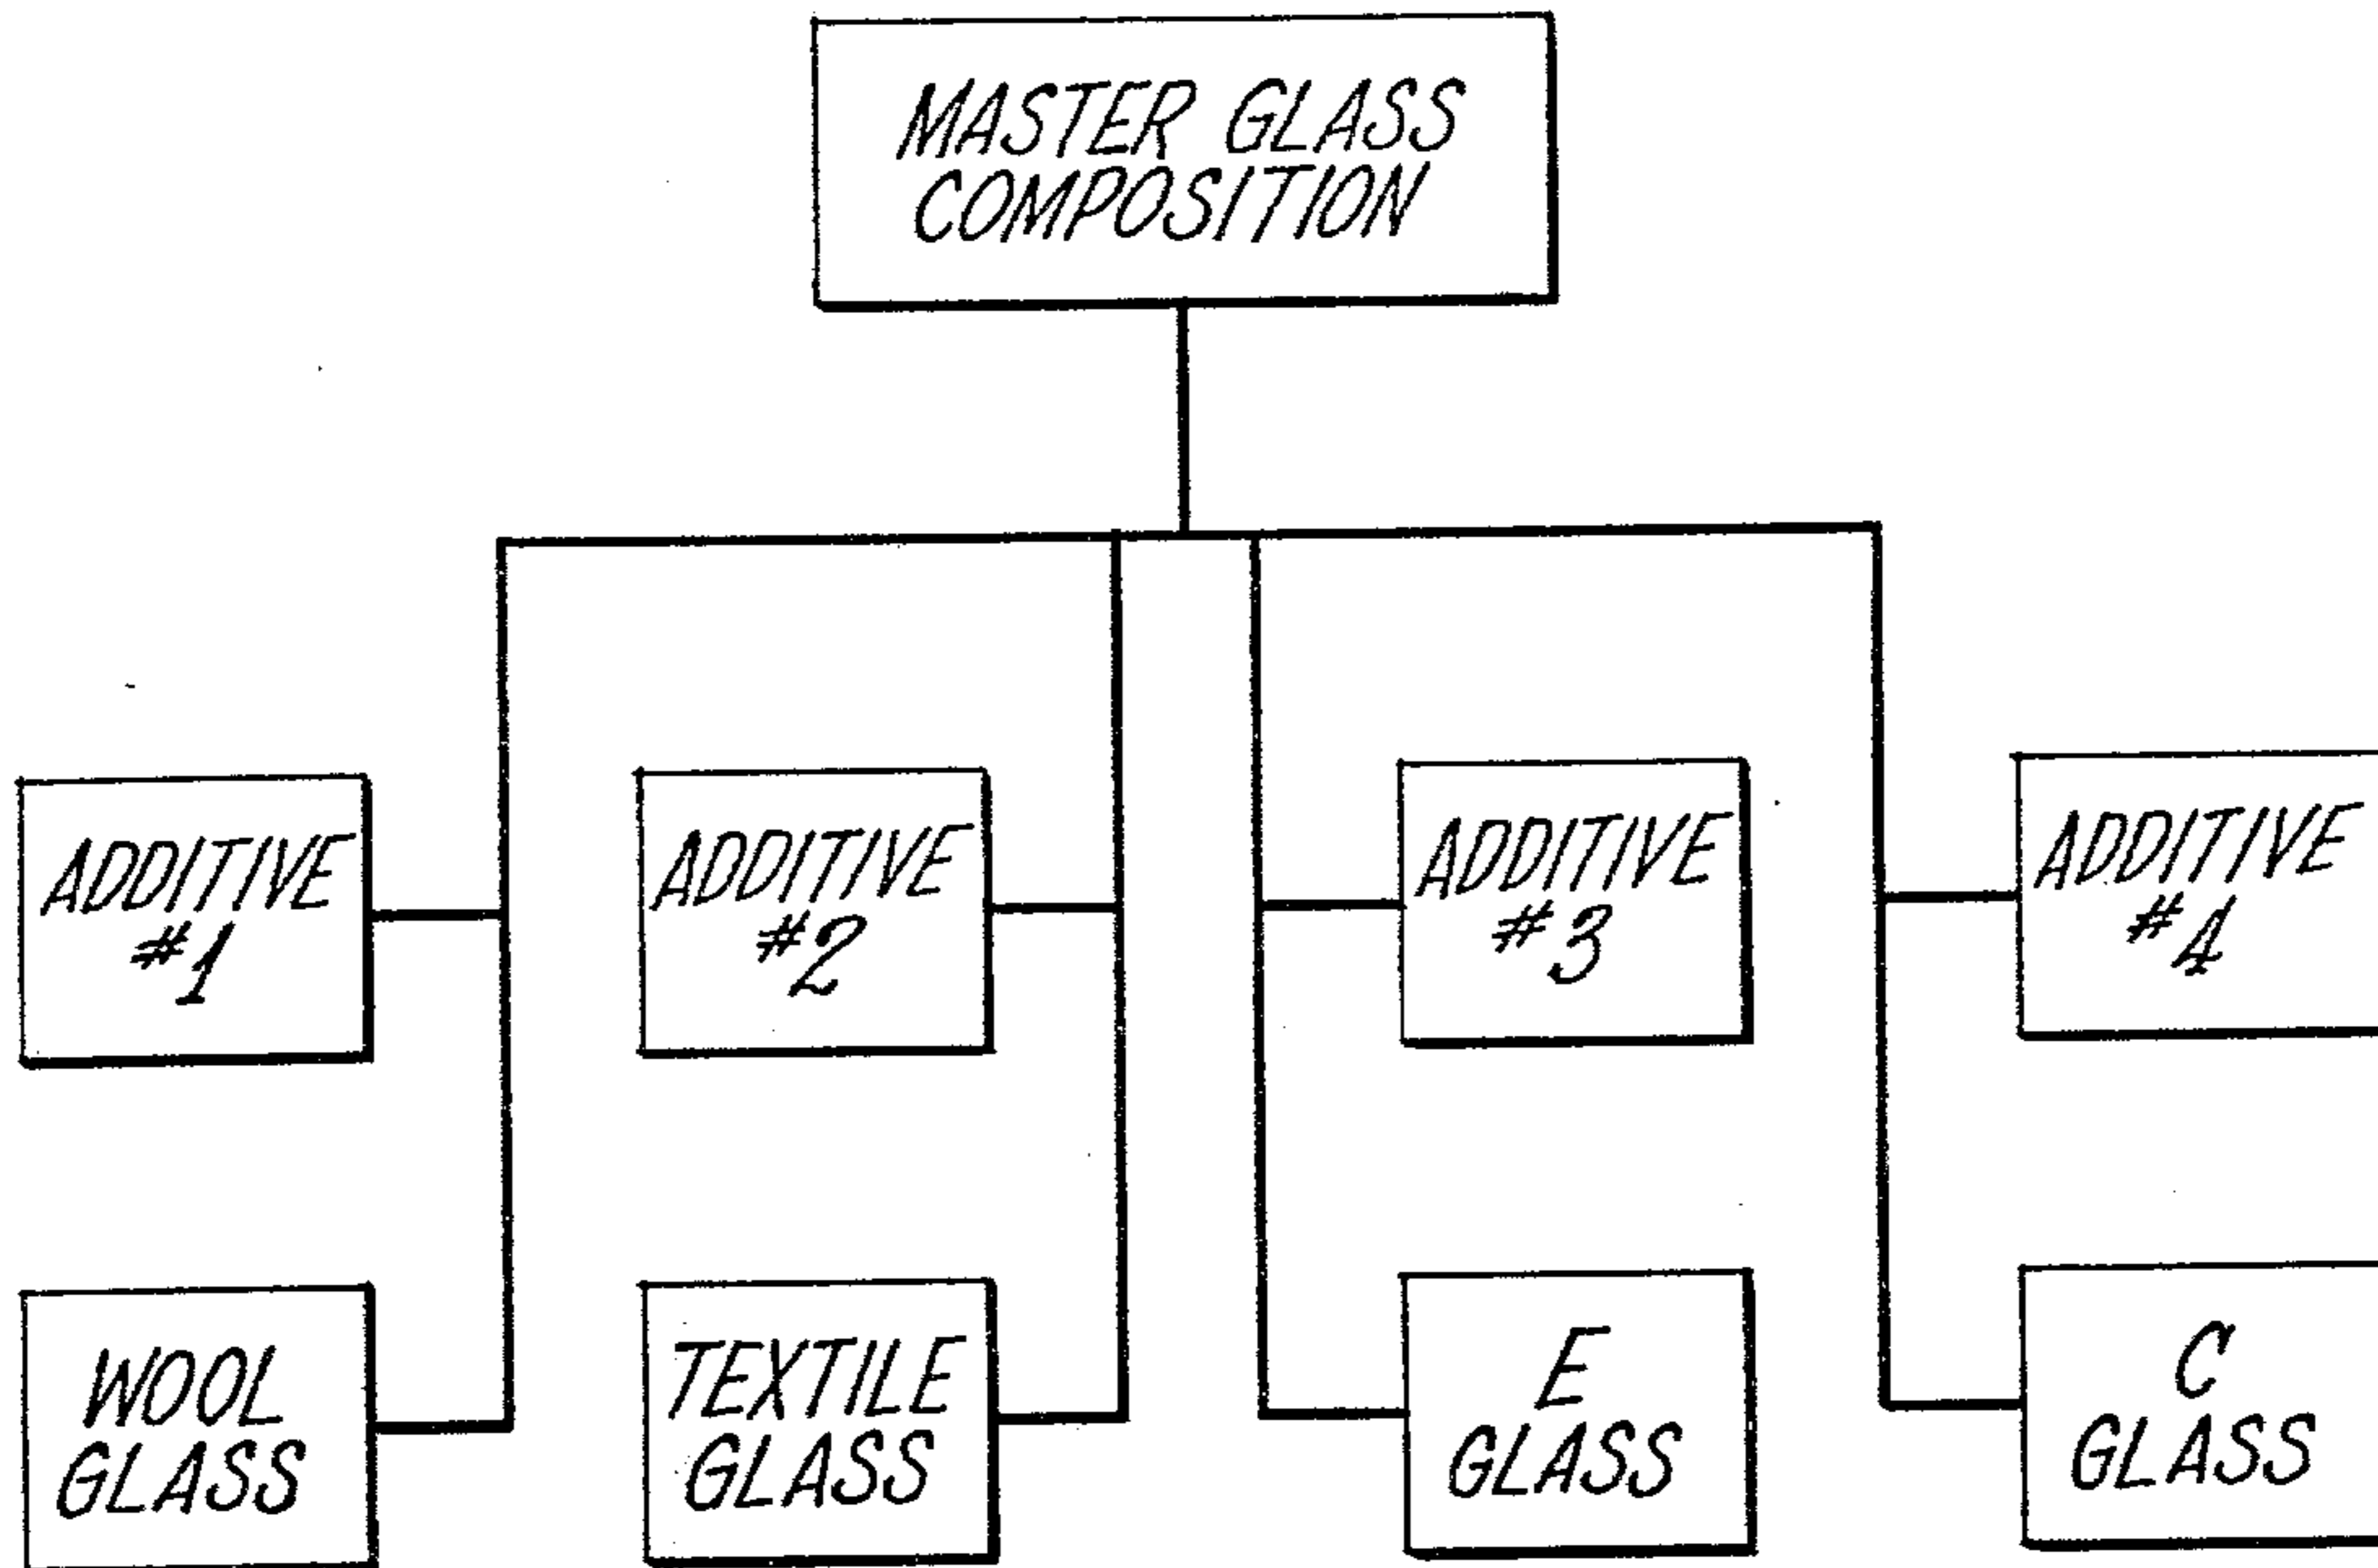 MASTER GLASS
COMPOSITION
ADDITIVE
#1
ADDITIVE
#2
ADDITIVE
#3
ADDITIVE
#4
WOOL
GLASS
TEXTILE
GLASS
E
GLASS
C
GLASS